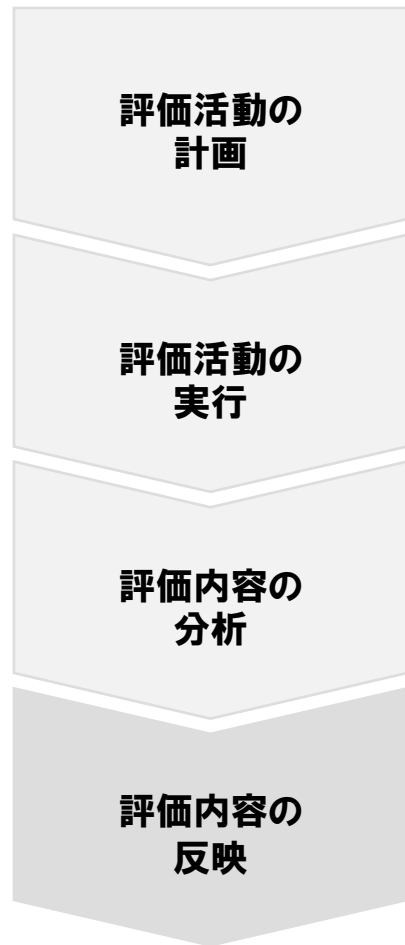 評価活動の
計画
評価活動の
実行
評価内容の
分析
評価内容の
反映